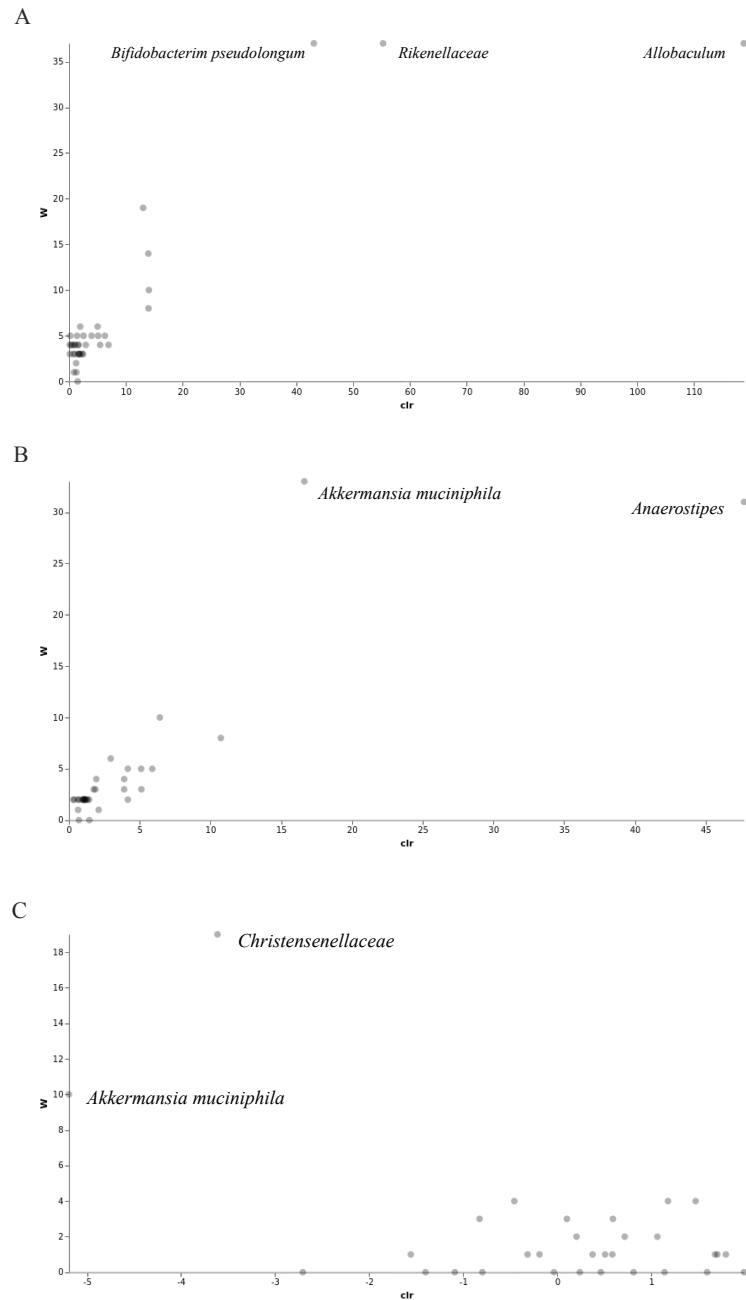 A
Bifidobacterim pseudolongum
Rikenellaceae
Allobaculum
35
30
25
20
15
10
5
0
W
0 10 20 30 40 50 60 70 80 90 100 110
clr
B
Akkermansia muciniphila
Anaerostipes
30
25
20
15
10
5
0
W
0 5 10 15 20 25 30 35 40 45
clr
C
Christensenellaceae
18
16
14
12
10
Akkermansia muciniphila
8
6
4
2
0
W
-5 -4 -3 -2 -1 0 1
clr